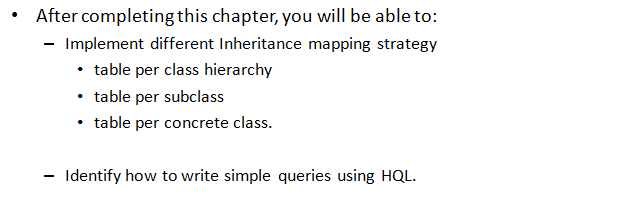 • After completing this chapter, you will be able to:
– Implement different Inheritance mapping strategy
• table per class hierarchy
• table per subclass
• table per concrete class.
– Identify how to write simple queries using HQL.